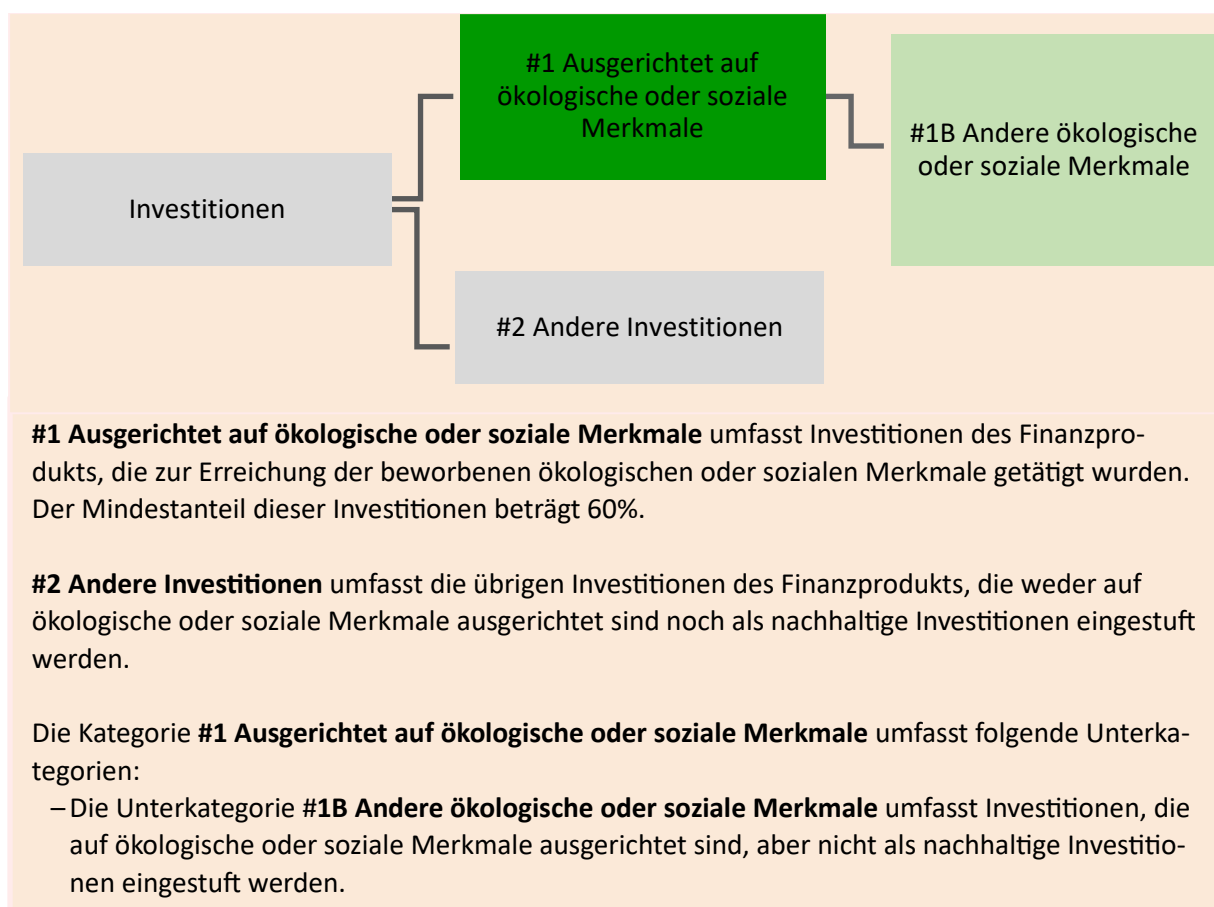 #1 Ausgerichtet auf
ökologische oder soziale
Merkmale
#1B Andere ökologische
oder soziale Merkmale
Investitionen
#2 Andere Investitionen
#1 Ausgerichtet auf ökologische oder soziale Merkmale umfasst Investitionen des Finanzpro-
dukts, die zur Erreichung der beworbenen ökologischen oder sozialen Merkmale getätigt wurden.
Der Mindestanteil dieser Investitionen beträgt 60%.
#2 Andere Investitionen umfasst die übrigen Investitionen des Finanzprodukts, die weder auf
ökologische oder soziale Merkmale ausgerichtet sind noch als nachhaltige Investitionen eingestuft
werden.
Die Kategorie #1 Ausgerichtet auf ökologische oder soziale Merkmale umfasst folgende Unterka-
tegorien:
– Die Unterkategorie #1B Andere ökologische oder soziale Merkmale umfasst Investitionen, die
auf ökologische oder soziale Merkmale ausgerichtet sind, aber nicht als nachhaltige Investitio-
nen eingestuft werden.